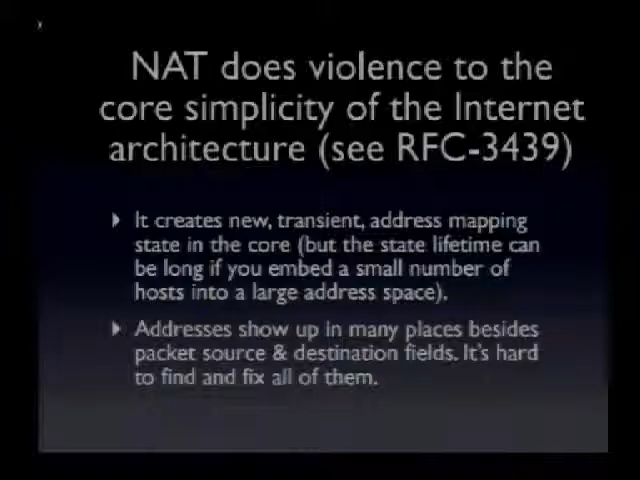 NAT does violence to the
core simplicity of the Internet
architecture (see RFC-3439)
It creates new, transient, address mapping
state in the core (but the state lifetime can
be long if you embed a small number of
hosts into a large address space).
Addresses show up in many places besides
packet source & destination fields. It's hard
to find and fix all of them.